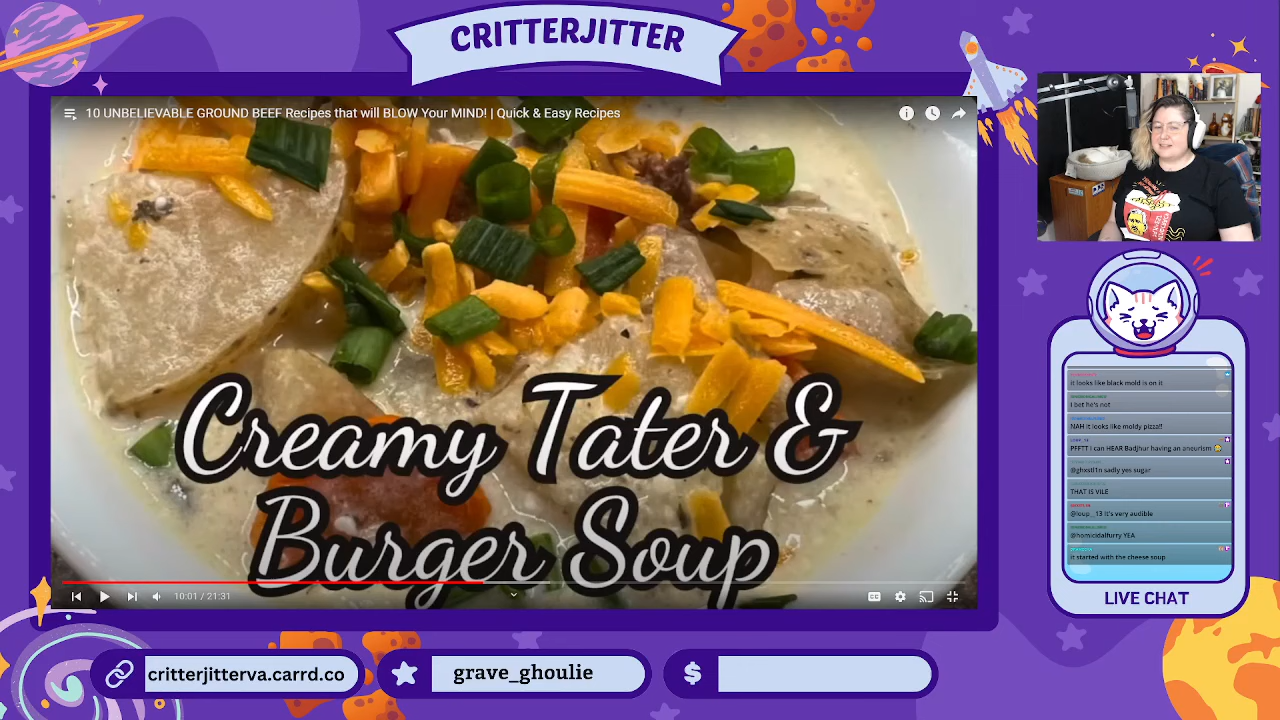 CRITTERJITTER
10 UNBELIEVABLE GROUND BEEF Recipes that will BLOW Your MIND! | Quick & Easy Recipes
Creamy Tater &
Burger Soup
10:01 / 21:31
it looks like black mold is on it
I bet he's not
NAH it looks like moldy pizza!!
PFFTT I can HEAR Badjhur having an aneurism
@ghxstl1n sadly yes sugar
THAT IS VILE
@loup__13 It's very audible
@homicidalfurry YEA
it started with the cheese soup
LIVE CHAT
critterjitterva.carrd.co
grave_ghoulie
$